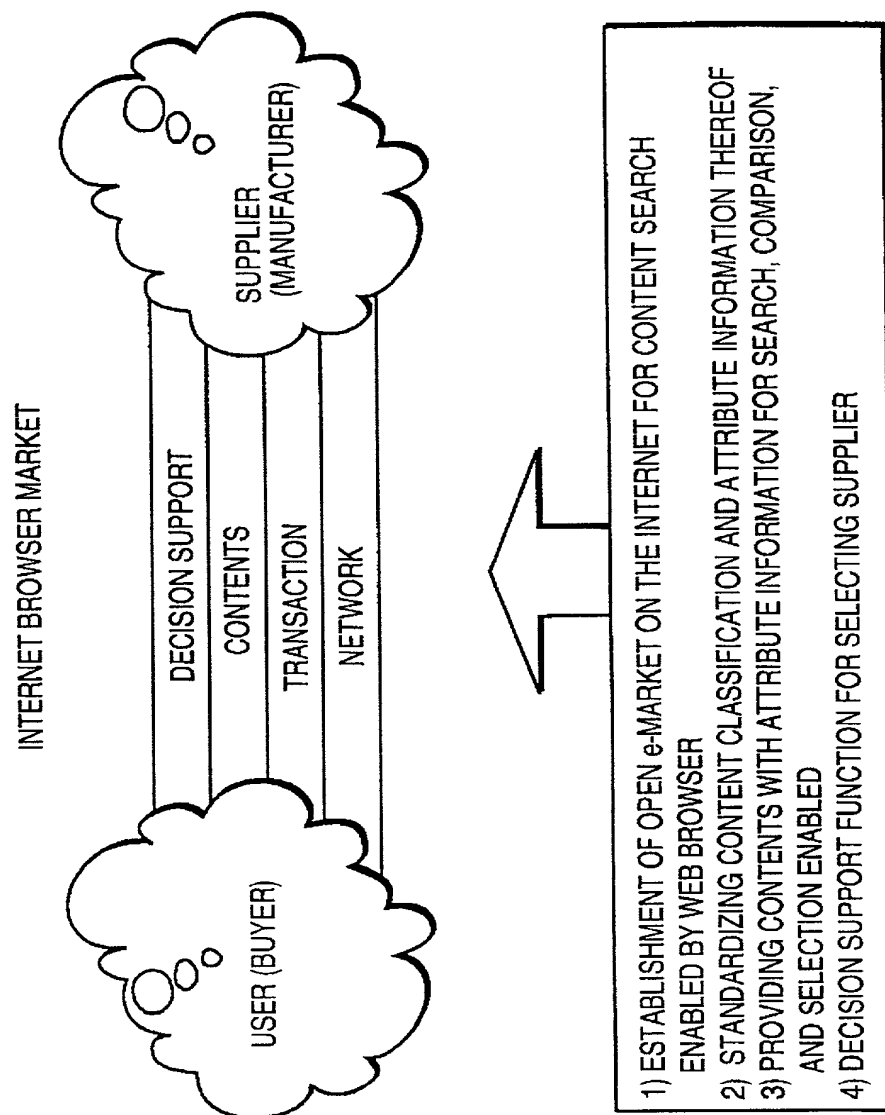 INTERNET BROWSER MARKET
USER (BUYER)
DECISION SUPPORT
CONTENTS
TRANSACTION
NETWORK
SUPPLIER
(MANUFACTURER)
1) ESTABLISHMENT OF OPEN e-MARKET ON THE INTERNET FOR CONTENT SEARCH
ENABLED BY WEB BROWSER
2) STANDARDIZING CONTENT CLASSIFICATION AND ATTRIBUTE INFORMATION THEREOF
3) PROVIDING CONTENTS WITH ATTRIBUTE INFORMATION FOR SEARCH, COMPARISON,
AND SELECTION ENABLED
4) DECISION SUPPORT FUNCTION FOR SELECTING SUPPLIER